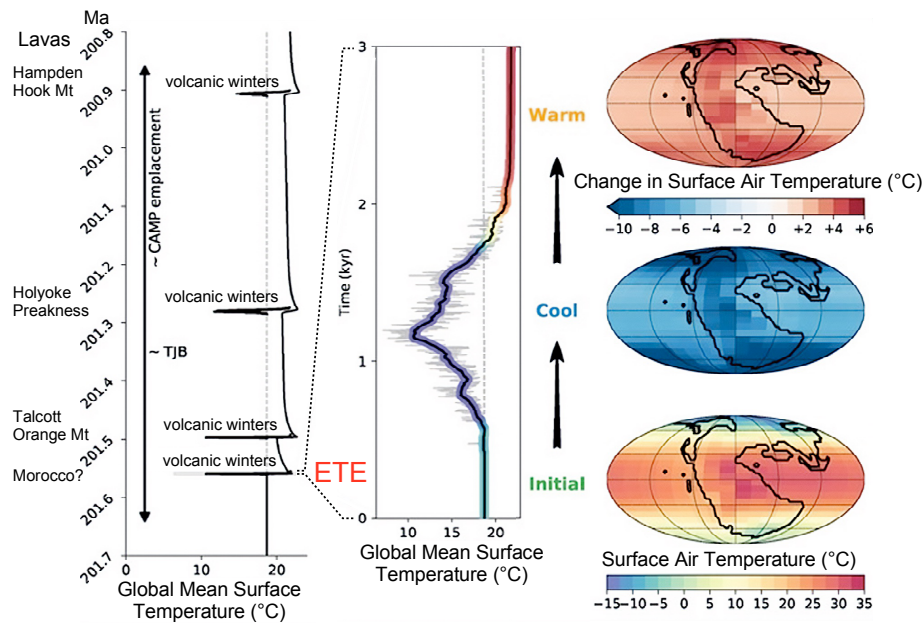 Ma
Lavas
200.8
Hampden
Hook Mt
volcanic winters
200.9
201.0
~ CAMP emplacement
201.1
201.2
Holyoke
Preakness
volcanic winters
201.3
~ TJB
201.4
Talcott
Orange Mt
volcanic winters
201.5
Morocco?
volcanic winters
ETE
201.6
201.7
0
10
20
Global Mean Surface
Temperature (°C)
3
2
Time (kyr)
1
0
10
15
20
Global Mean Surface
Temperature (°C)
Warm
Change in Surface Air Temperature (°C)
−10 −8 −6 −4 −2 0 +2 +4 +6
Cool
Initial
Surface Air Temperature (°C)
−15−10−5 0 5 10 15 20 25 30 35